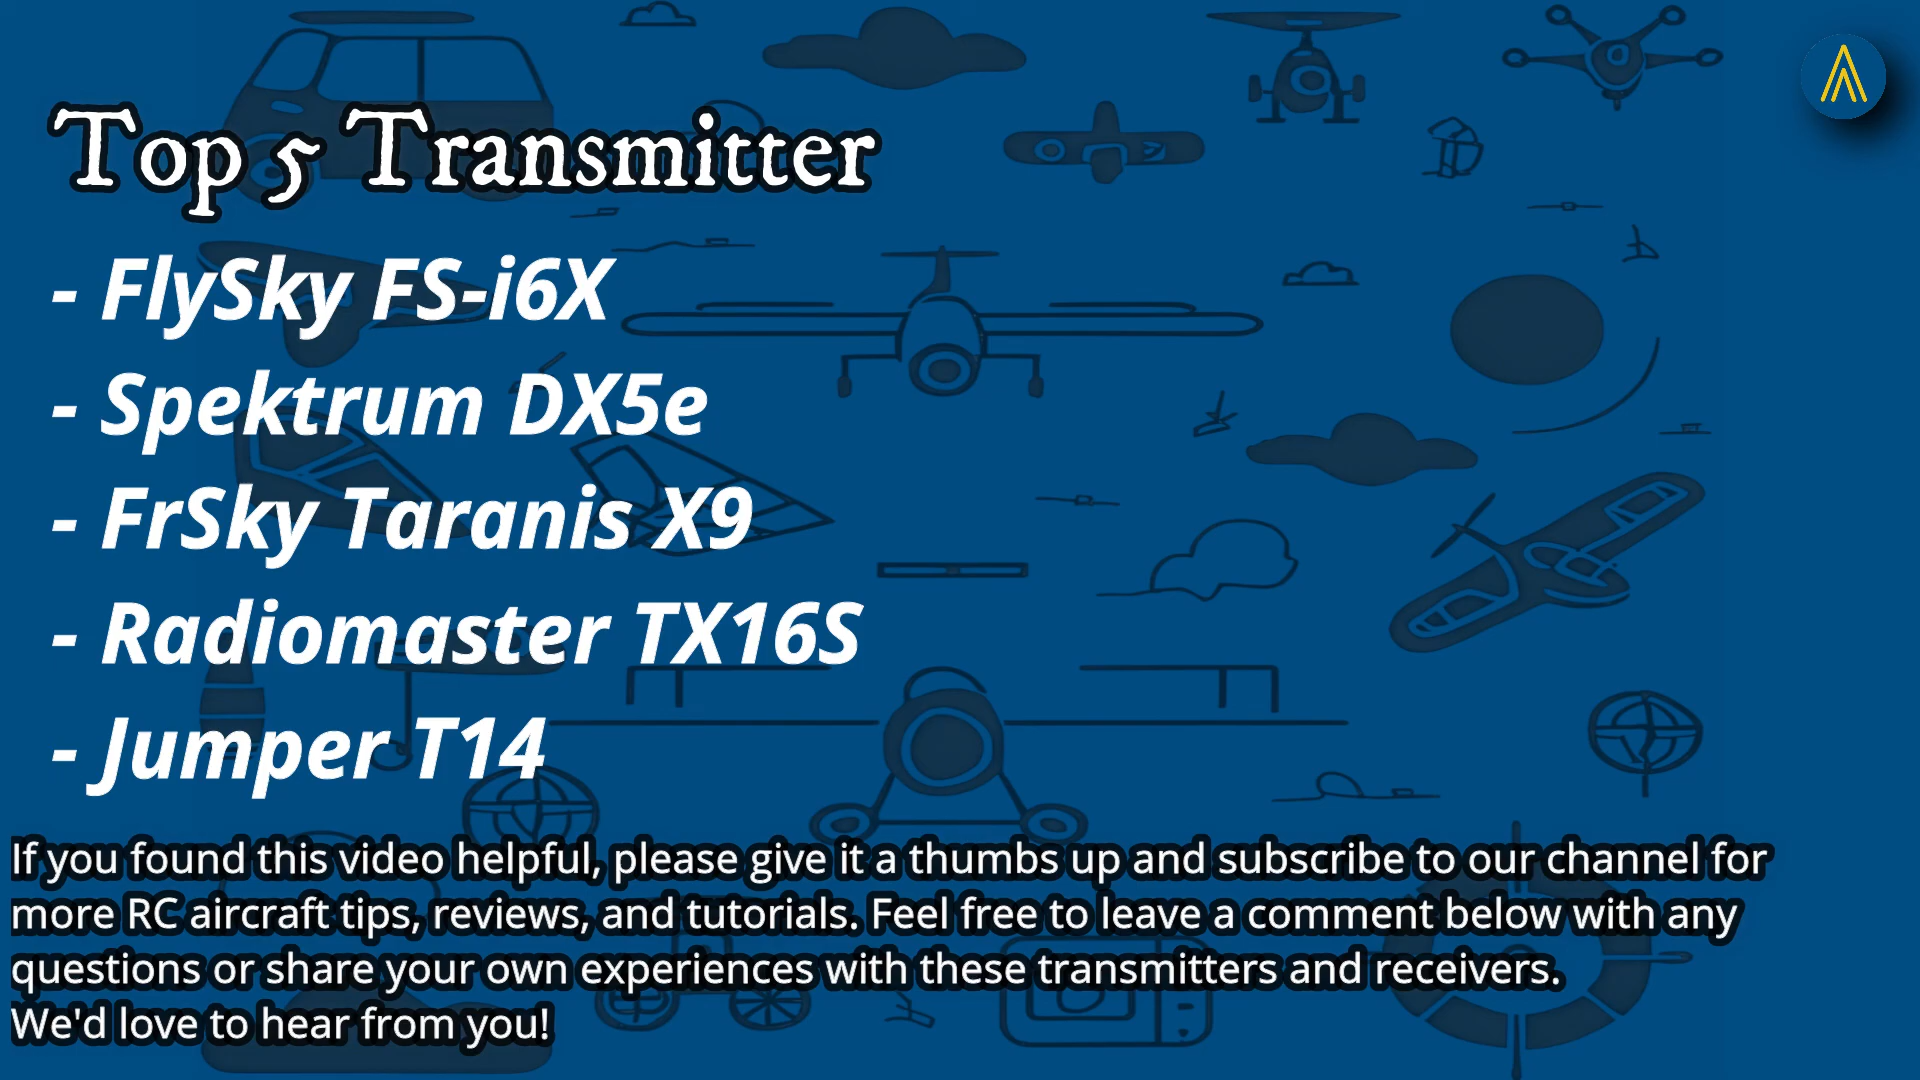 Top 5 Transmitter
- FlySky FS-i6X
- Spektrum DX5e
- FrSky Taranis X9
- Radiomaster TX16S
- Jumper T14
If you found this video helpful, please give it a thumbs up and subscribe to our channel for
more RC aircraft tips, reviews, and tutorials. Feel free to leave a comment below with any
questions or share your own experiences with these transmitters and receivers.
We'd love to hear from you!